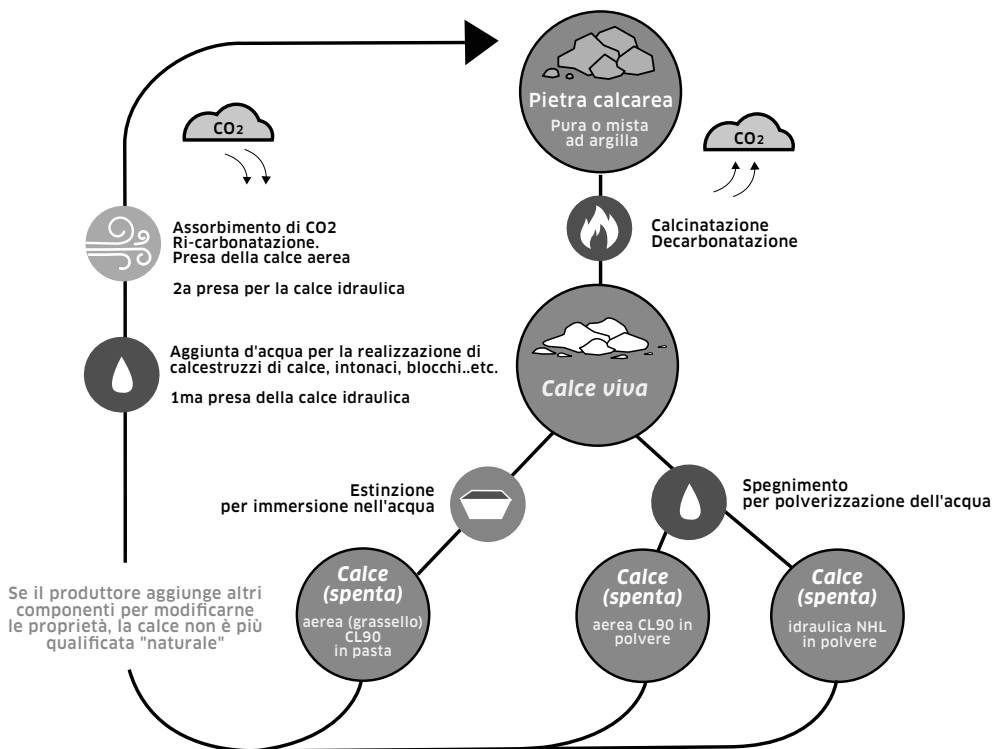 Pietra calcarea
Pura o mista
ad argilla
CO2
CO2
Calcinatazione
Decarbonatazione
Assorbimento di CO2
Ri-carbonatazione.
Presa della calce aerea
2a presa per la calce idraulica
Aggiunta d'acqua per la realizzazione di
calcestruzzi di calce, intonaci, blocchi..etc.
1ma presa della calce idraulica
Calce viva
Estinzione
per immersione nell'acqua
Spegnimento
per polverizzazione dell'acqua
Se il produttore aggiunge altri
componenti per modificarne
le proprietà, la calce non è più
qualificata "naturale"
Calce
(spenta)
aerea (grassello)
CL90
in pasta
Calce
(spenta)
aerea CL90 in
polvere
Calce
(spenta)
idraulica NHL
in polvere